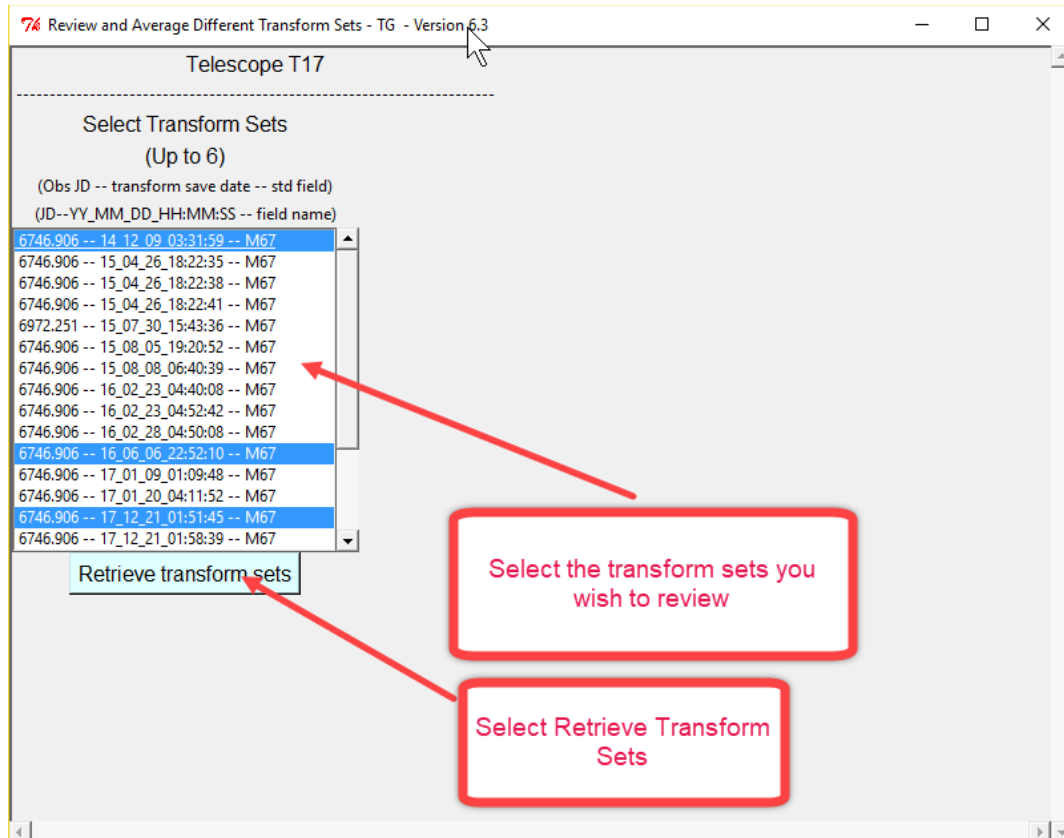 Review and Average Different Transform Sets - TG - Version 6.3
Telescope T17
--------------------------------------------------------------------
Select Transform Sets
(Up to 6)
(Obs JD -- transform save date -- std field)
(JD--YY_MM_DD_HH:MM:SS -- field name)
6746.906 -- 14_12_09_03:31:59 -- M67
6746.906 -- 15_04_26_18:22:35 -- M67
6746.906 -- 15_04_26_18:22:38 -- M67
6746.906 -- 15_04_26_18:22:41 -- M67
6972.251 -- 15_07_30_15:43:36 -- M67
6746.906 -- 15_08_05_19:20:52 -- M67
6746.906 -- 15_08_08_06:40:39 -- M67
6746.906 -- 16_02_23_04:40:08 -- M67
6746.906 -- 16_02_23_04:52:42 -- M67
6746.906 -- 16_02_28_04:50:08 -- M67
6746.906 -- 16_06_06_22:52:10 -- M67
6746.906 -- 17_01_09_01:09:48 -- M67
6746.906 -- 17_01_20_04:11:52 -- M67
6746.906 -- 17_12_21_01:51:45 -- M67
6746.906 -- 17_12_21_01:58:39 -- M67
Retrieve transform sets
Select the transform sets you
wish to review
Select Retrieve Transform
Sets